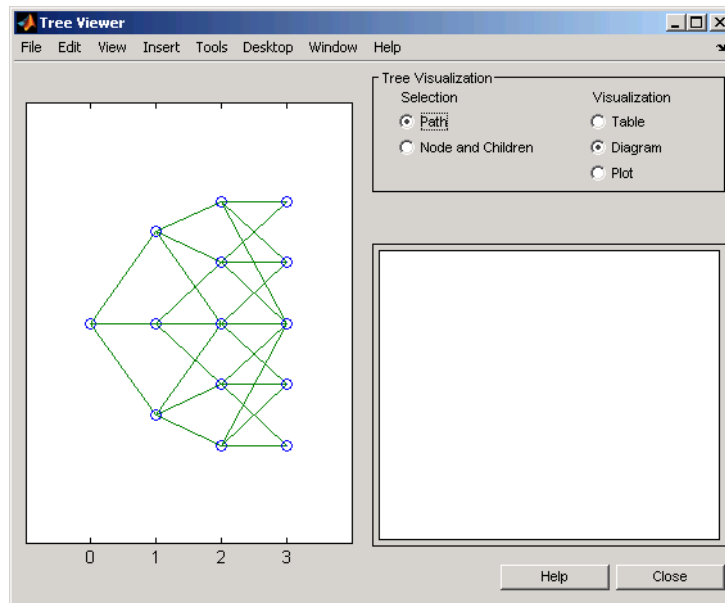 Tree Viewer
File Edit View Insert Tools Desktop Window Help
Tree Visualization
Selection Visualization
Path Table
Node and Children Diagram
Plot
0 1 2 3
Help Close